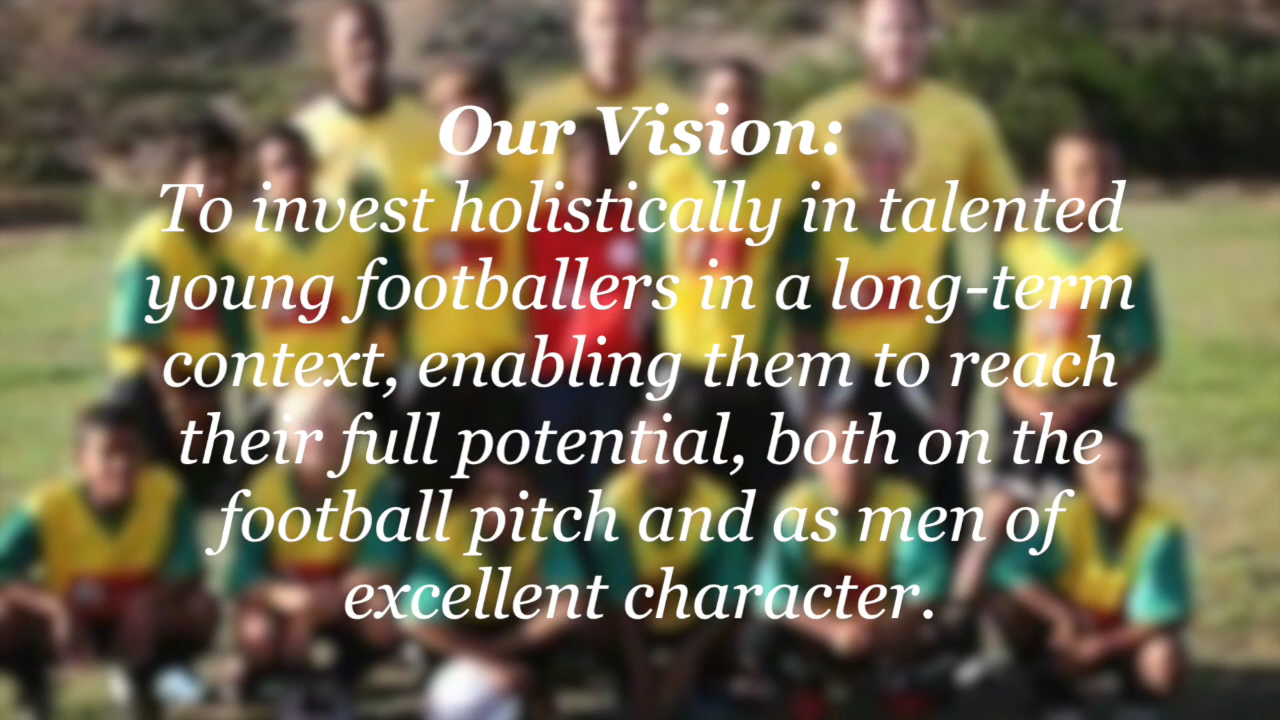 Our Vision:
To invest holistically in talented
young footballers in a long-term
context, enabling them to reach
their full potential, both on the
football pitch and as men of
excellent character.